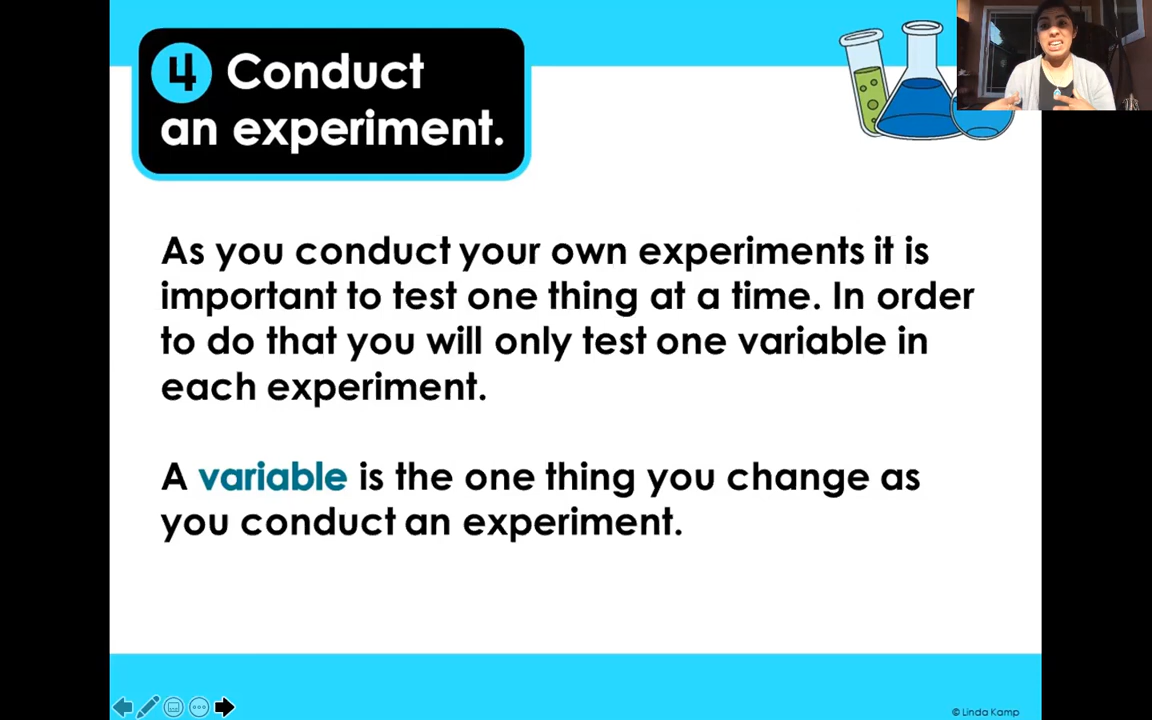 4 Conduct
an experiment.
As you conduct your own experiments it is
important to test one thing at a time. In order
to do that you will only test one variable in
each experiment.
A variable is the one thing you change as
you conduct an experiment.
© Linda Kamp